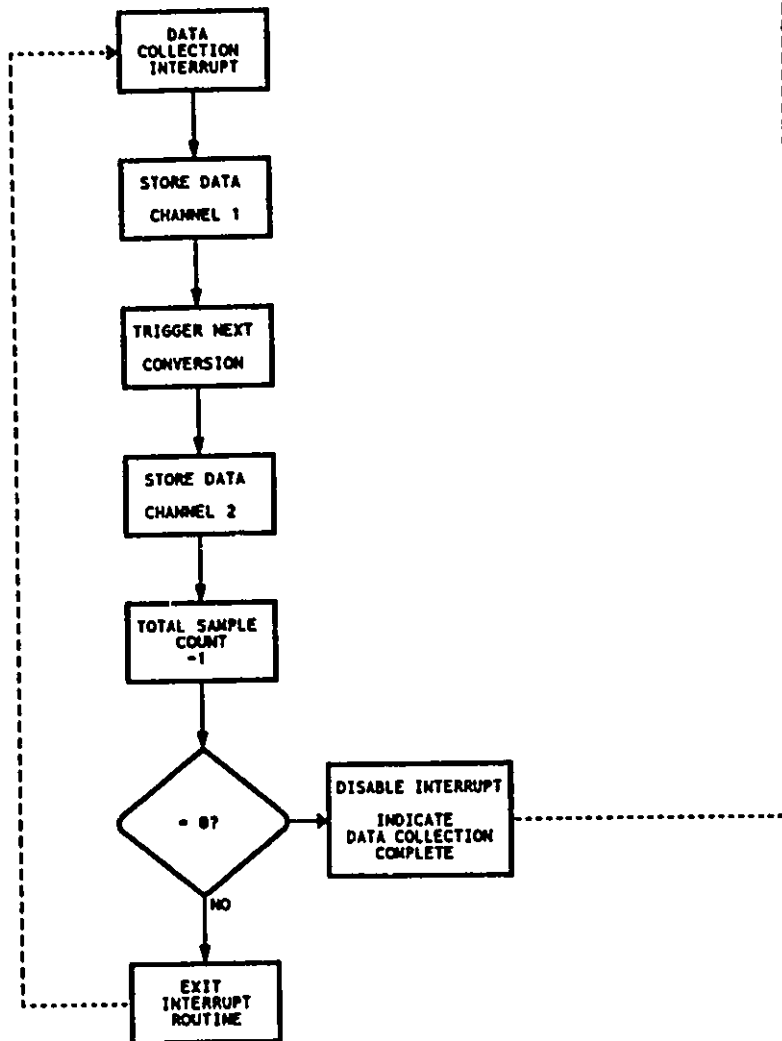 DATA
COLLECTION
INTERRUPT
STORE DATA
CHANNEL 1
TRIGGER NEXT
CONVERSION
STORE DATA
CHANNEL 2
TOTAL SAMPLE
COUNT
-1
= 0?
DISABLE INTERRUPT
INDICATE
DATA COLLECTION
COMPLETE
NO
EXIT
INTERRUPT
ROUTINE